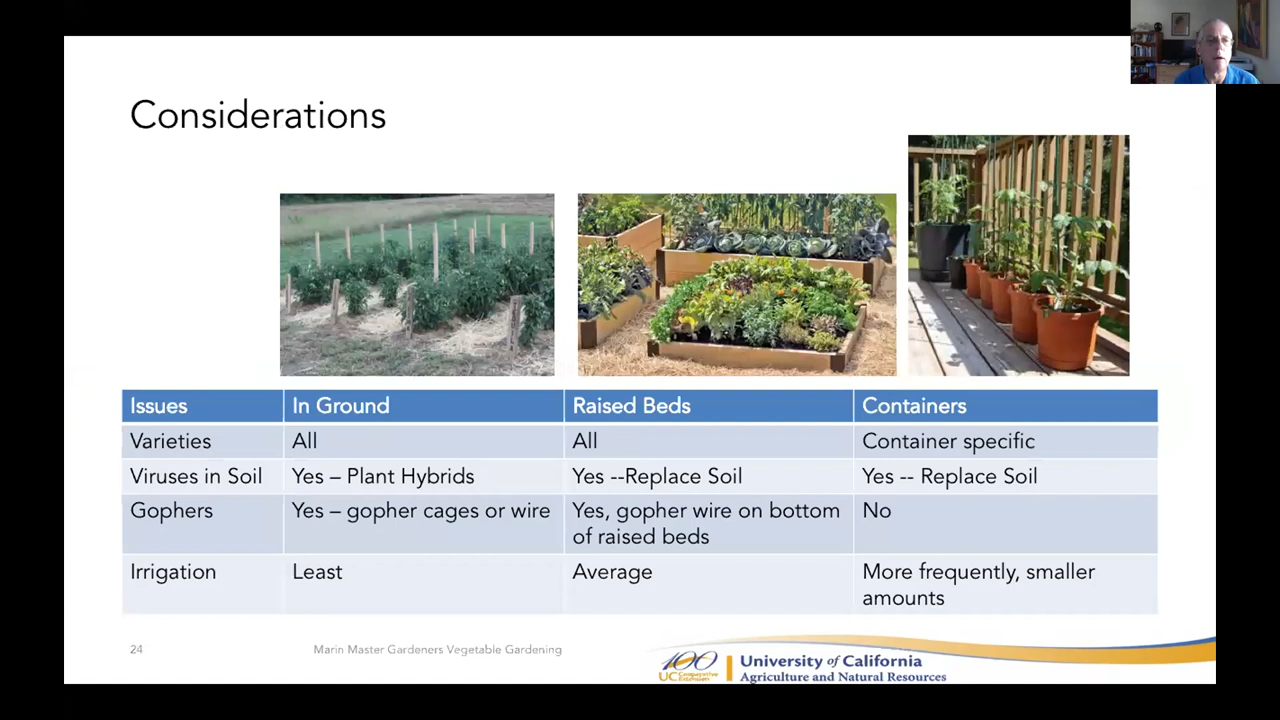 Considerations
Issues In Ground Raised Beds Containers
Varieties All All Container specific
Viruses in Soil Yes – Plant Hybrids Yes --Replace Soil Yes -- Replace Soil
Gophers Yes – gopher cages or wire Yes, gopher wire on bottom of raised beds No
Irrigation Least Average More frequently, smaller amounts
24 Marin Master Gardeners Vegetable Gardening
100
UC Cooperative Extension
University of California
Agriculture and Natural Resources